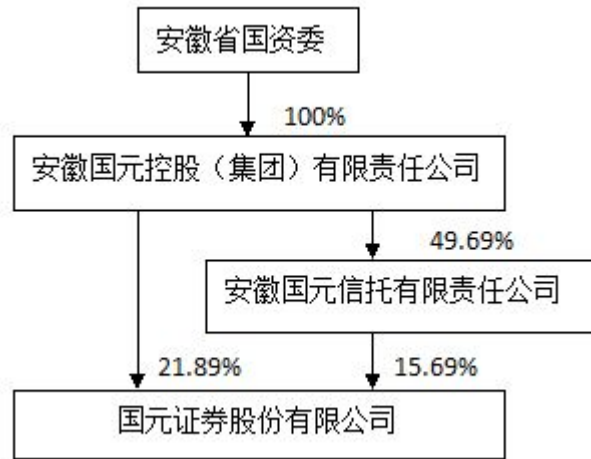 安徽省国资委
100%
安徽国元控股（集团）有限责任公司
49.69%
安徽国元信托有限责任公司
21.89%
15.69%
国元证券股份有限公司